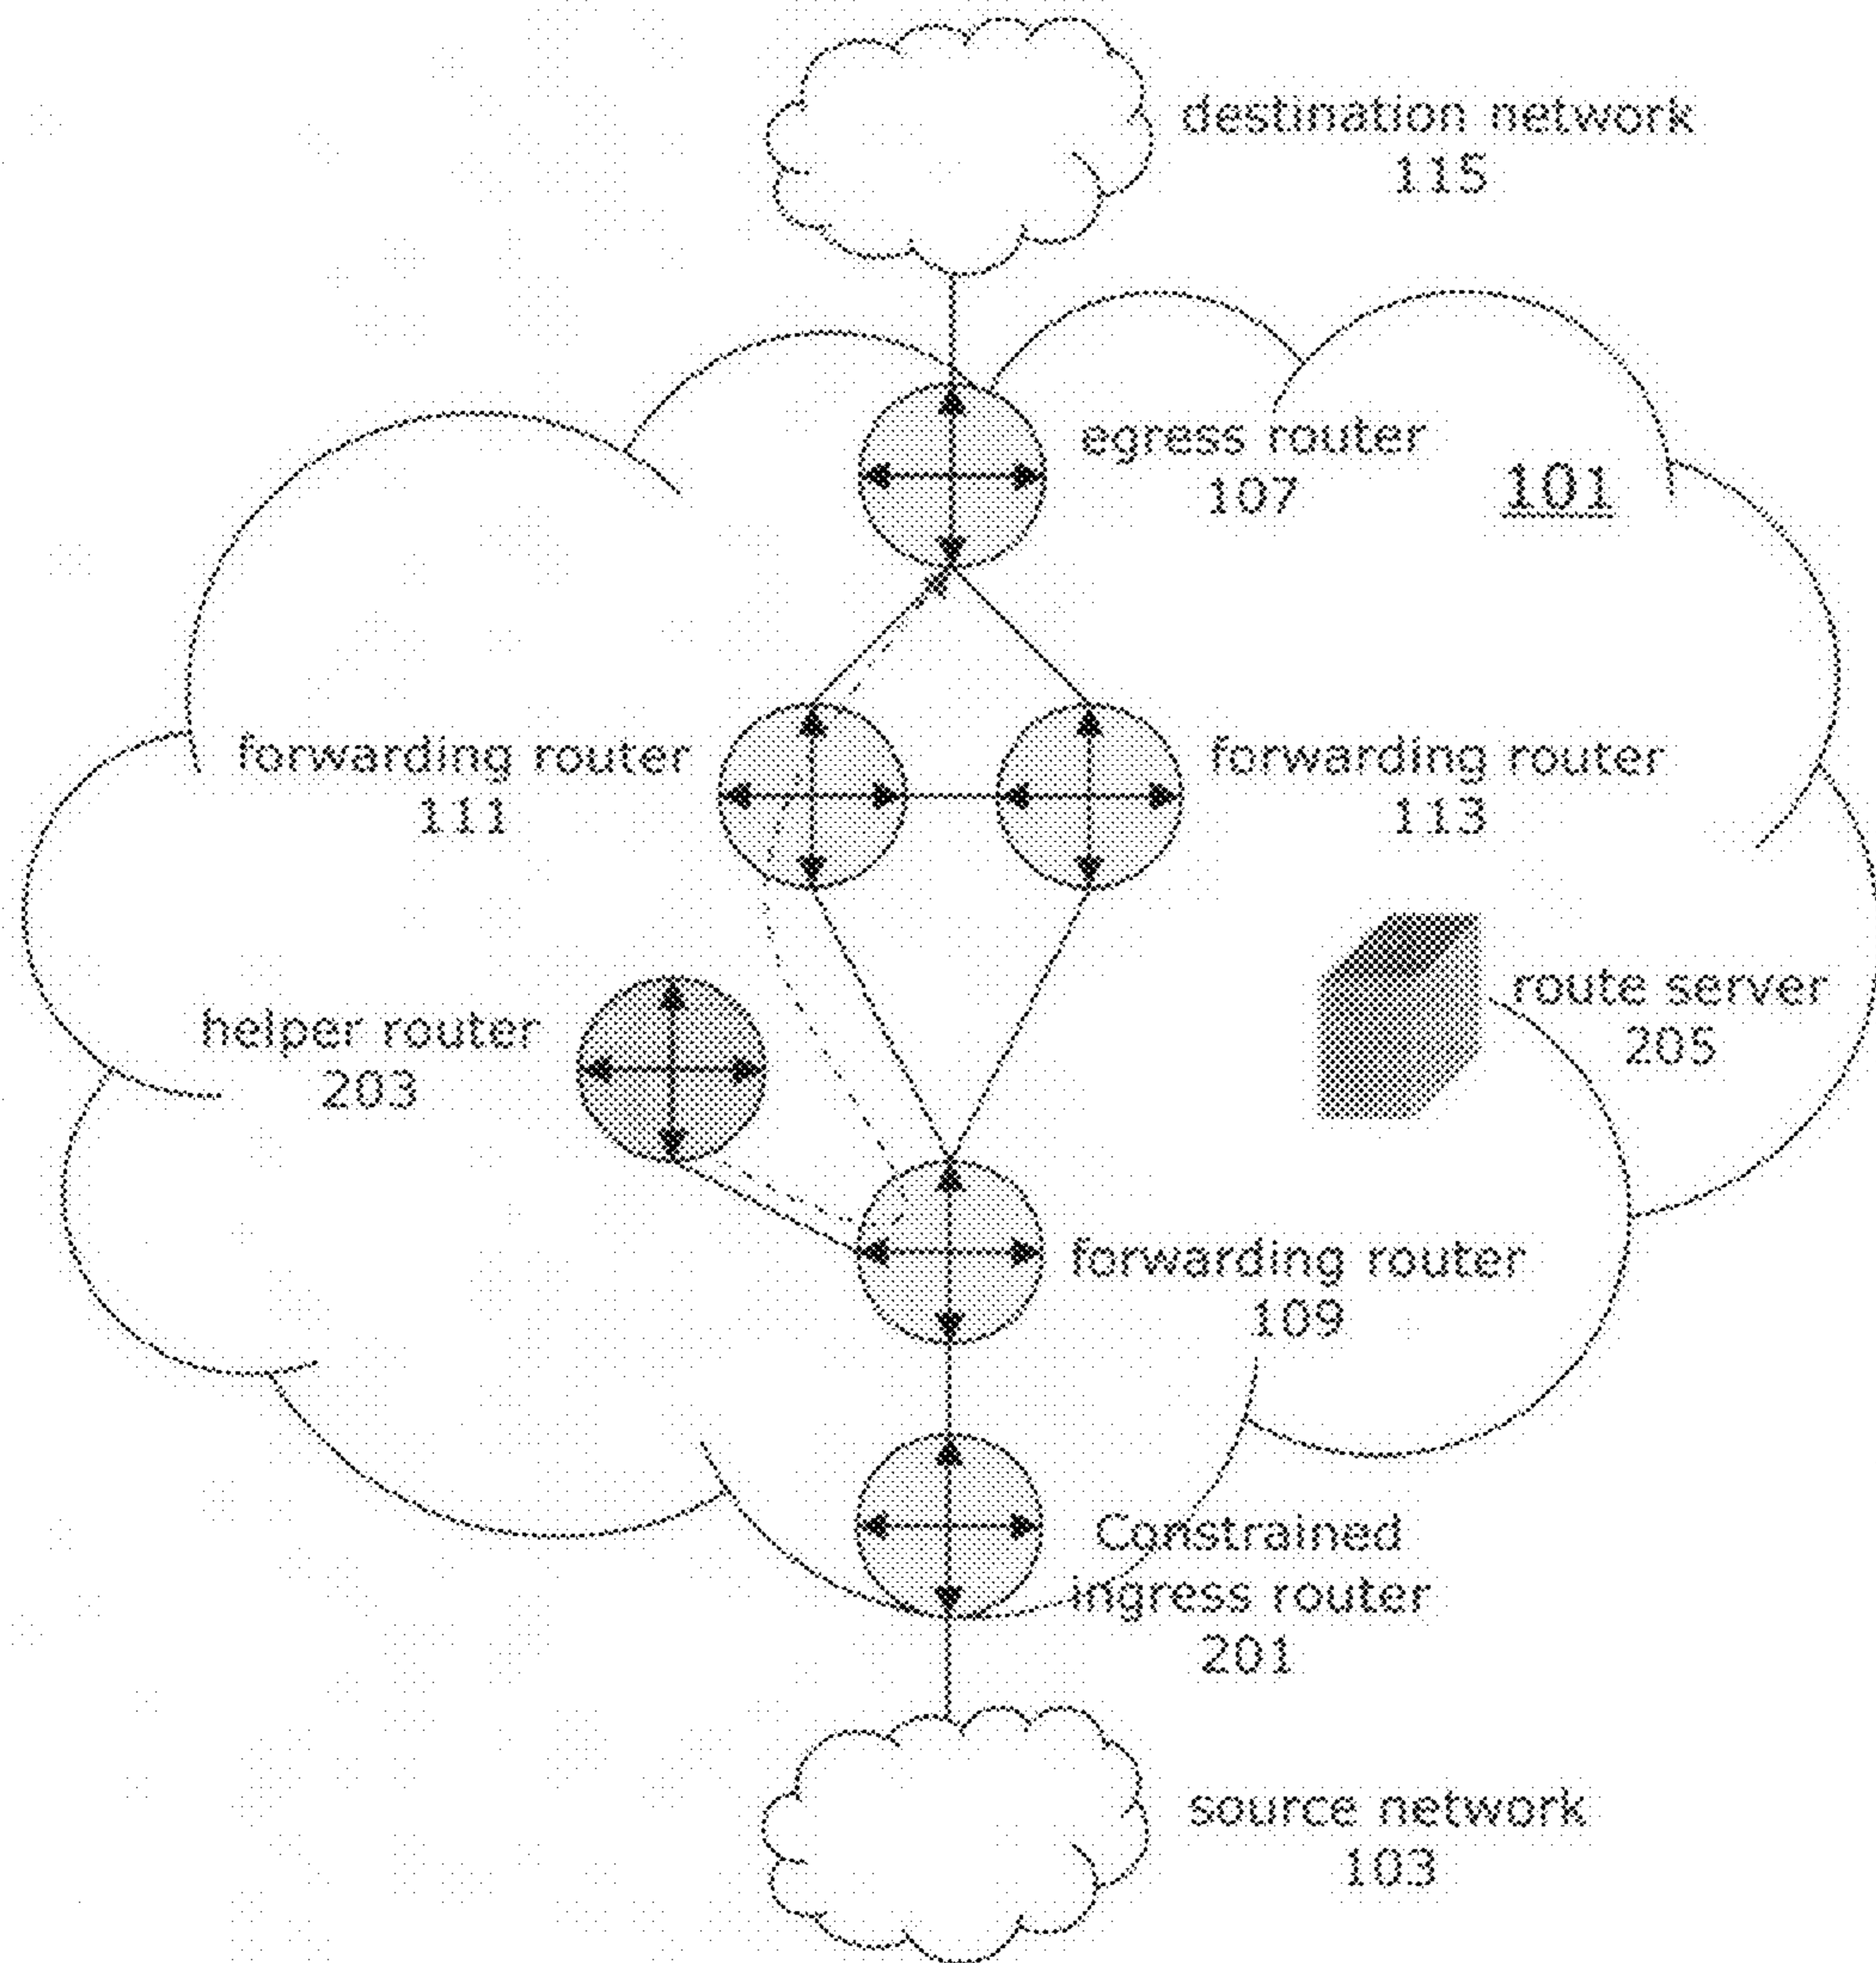 destination network
115
egress router
107
101
forwarding router
111
forwarding router
113
helper router
203
route server
205
forwarding router
109
Constrained
ingress router
201
source network
103